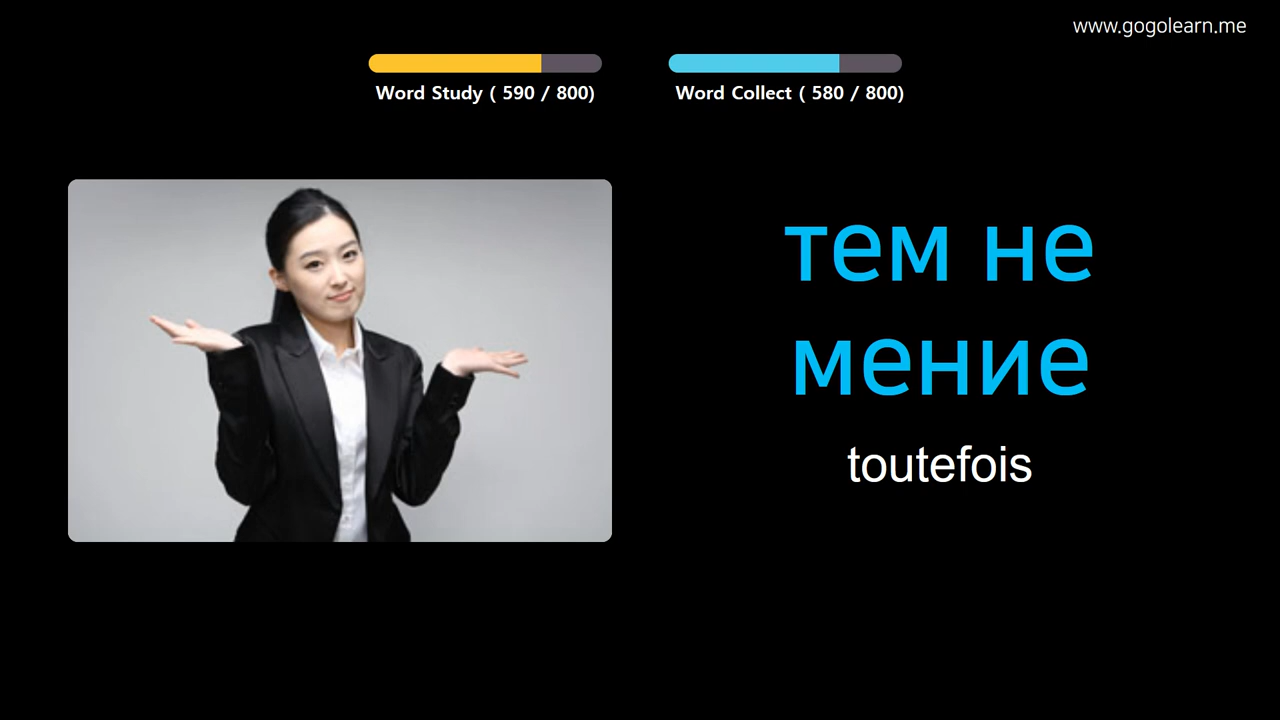 www.gogolearn.me
Word Study ( 590 / 800)
Word Collect ( 580 / 800)
тем не
мение
toutefois